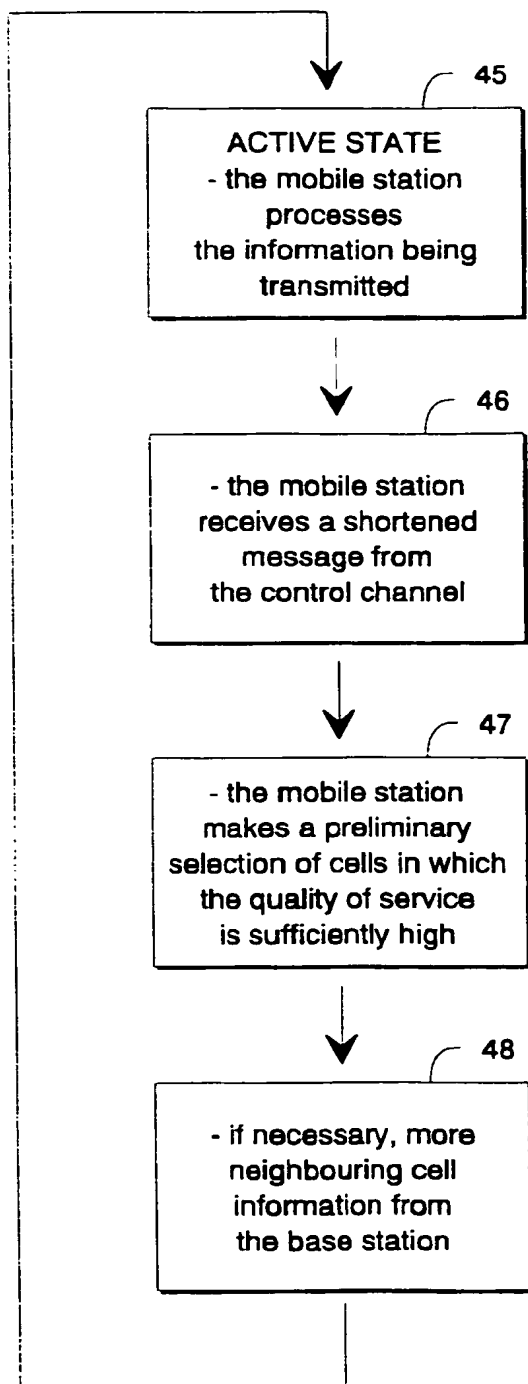 45
ACTIVE STATE
- the mobile station
processes
the information being
transmitted
46
- the mobile station
receives a shortened
message from
the control channel
47
- the mobile station
makes a preliminary
selection of cells in which
the quality of service
is sufficiently high
48
- if necessary, more
neighbouring cell
information from
the base station